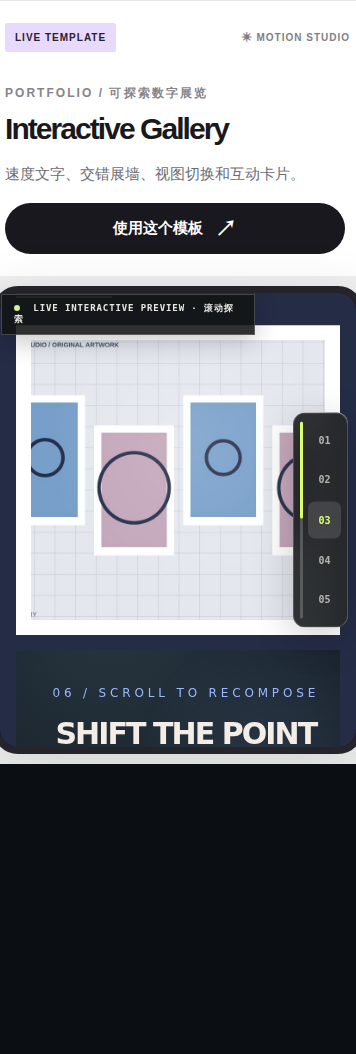 LIVE TEMPLATE
✷ MOTION STUDIO
PORTFOLIO / 可探索数字展览
Interactive Gallery
速度文字、交错展墙、视图切换和互动卡片。
使用这个模板 ↗
LIVE INTERACTIVE PREVIEW · 滚动探
索
/ ORIGINAL ARTWORK
01
02
03
04
05
06 / SCROLL TO RECOMPOSE
SHIFT THE POINT